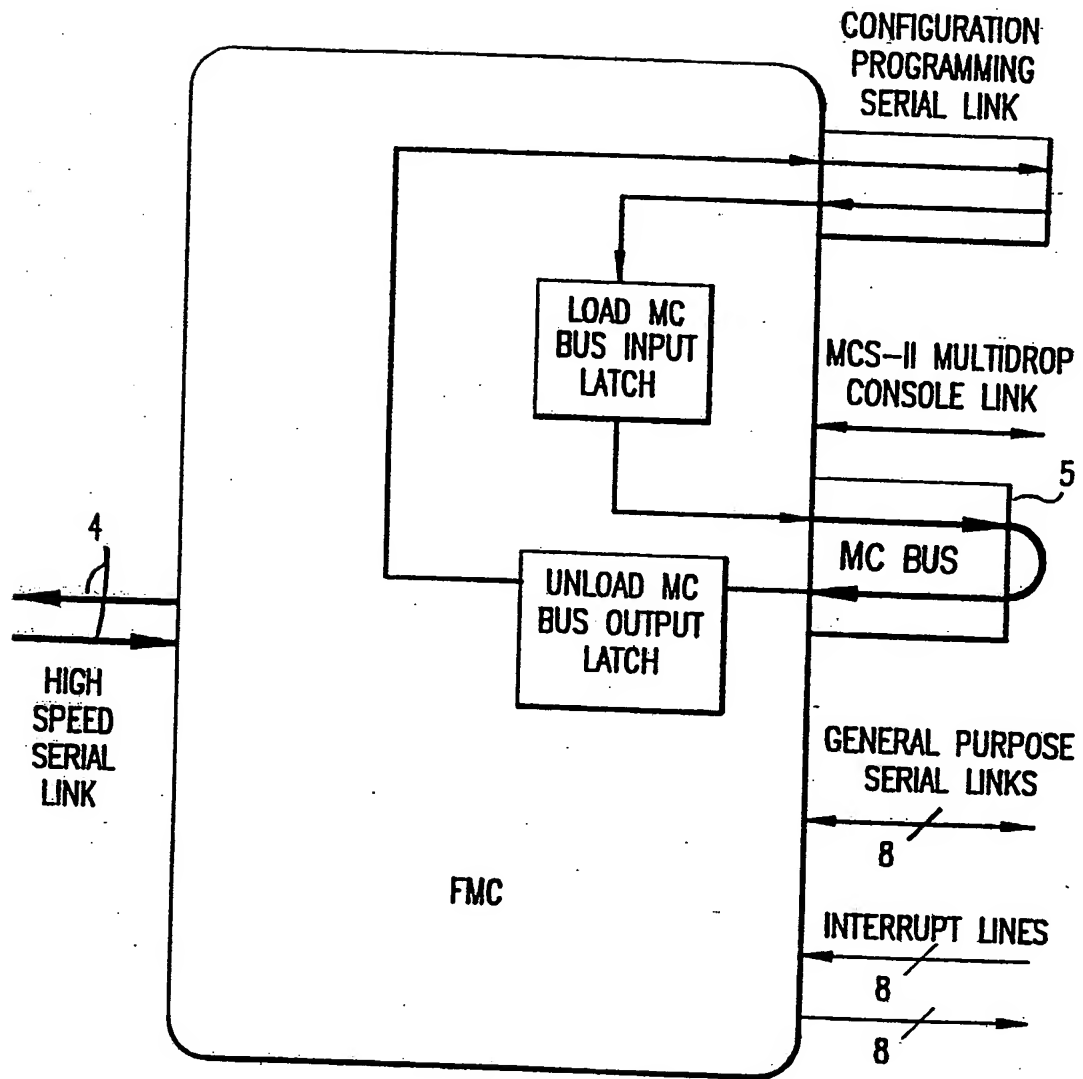 CONFIGURATION
PROGRAMMING
SERIAL LINK
LOAD MC
BUS INPUT
LATCH
MCS-II MULTIDROP
CONSOLE LINK
5
MC BUS
UNLOAD MC
BUS OUTPUT
LATCH
4
HIGH
SPEED
SERIAL
LINK
GENERAL PURPOSE
SERIAL LINKS
8
FMC
INTERRUPT LINES
8
8